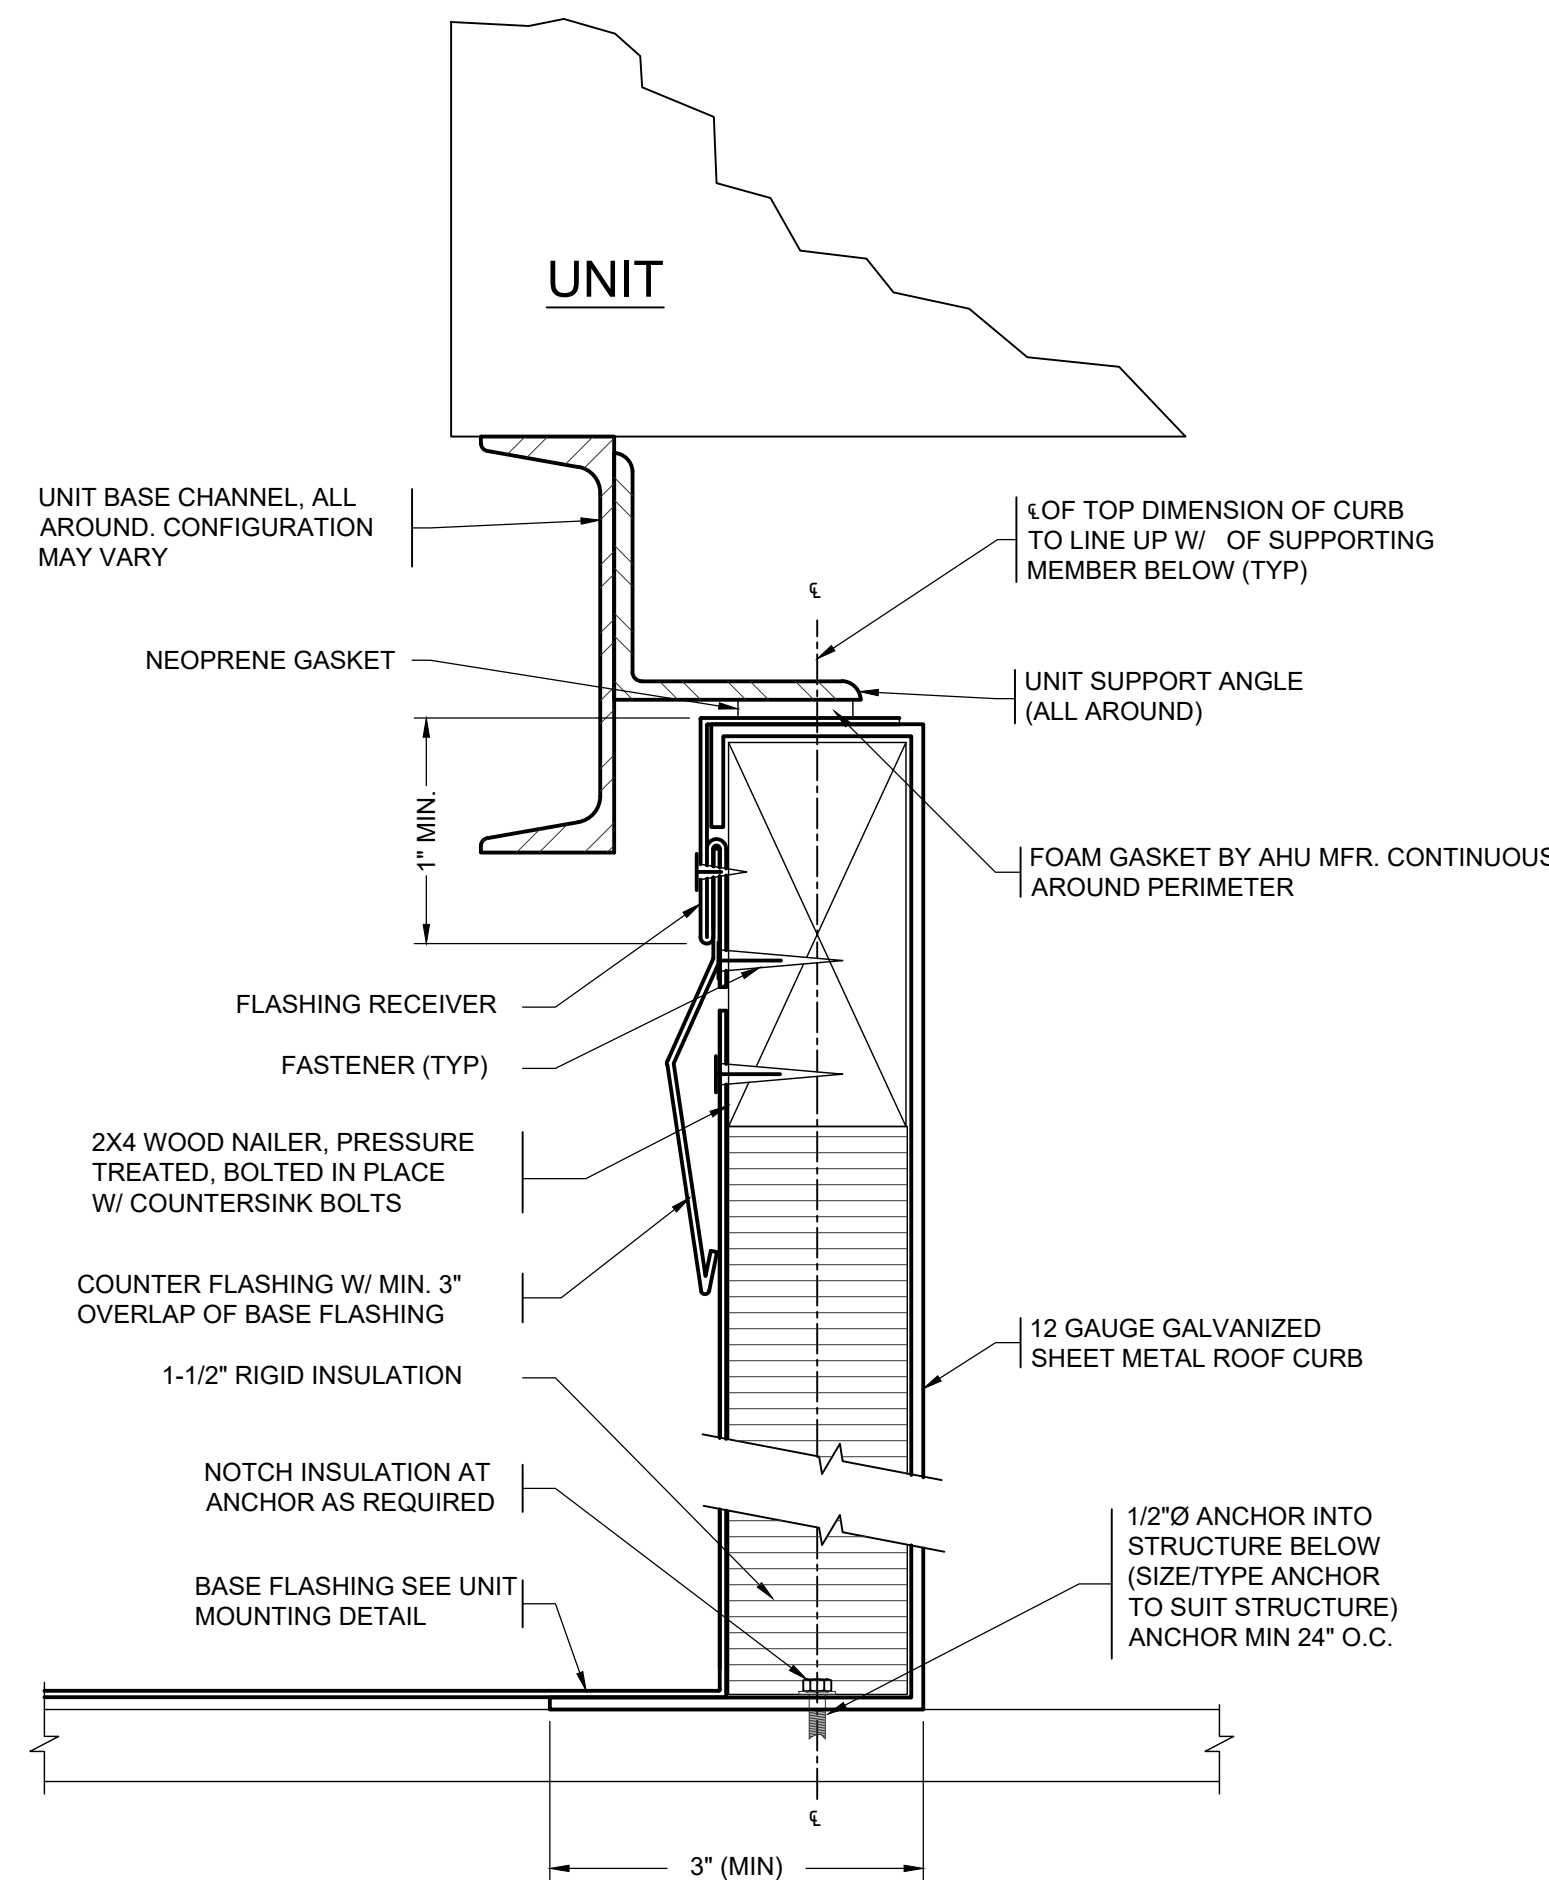 UNIT
UNIT BASE CHANNEL, ALL
AROUND. CONFIGURATION
MAY VARY
℄ OF TOP DIMENSION OF CURB
TO LINE UP W/ OF SUPPORTING
MEMBER BELOW (TYP)
℄
NEOPRENE GASKET
UNIT SUPPORT ANGLE
(ALL AROUND)
1" MIN.
FOAM GASKET BY AHU MFR. CONTINUOUS
AROUND PERIMETER
FLASHING RECEIVER
FASTENER (TYP)
2X4 WOOD NAILER, PRESSURE
TREATED, BOLTED IN PLACE
W/ COUNTERSINK BOLTS
COUNTER FLASHING W/ MIN. 3"
OVERLAP OF BASE FLASHING
12 GAUGE GALVANIZED
SHEET METAL ROOF CURB
1-1/2" RIGID INSULATION
NOTCH INSULATION AT
ANCHOR AS REQUIRED
1/2"Ø ANCHOR INTO
STRUCTURE BELOW
(SIZE/TYPE ANCHOR
TO SUIT STRUCTURE)
ANCHOR MIN 24" O.C.
BASE FLASHING SEE UNIT
MOUNTING DETAIL
℄
3" (MIN)